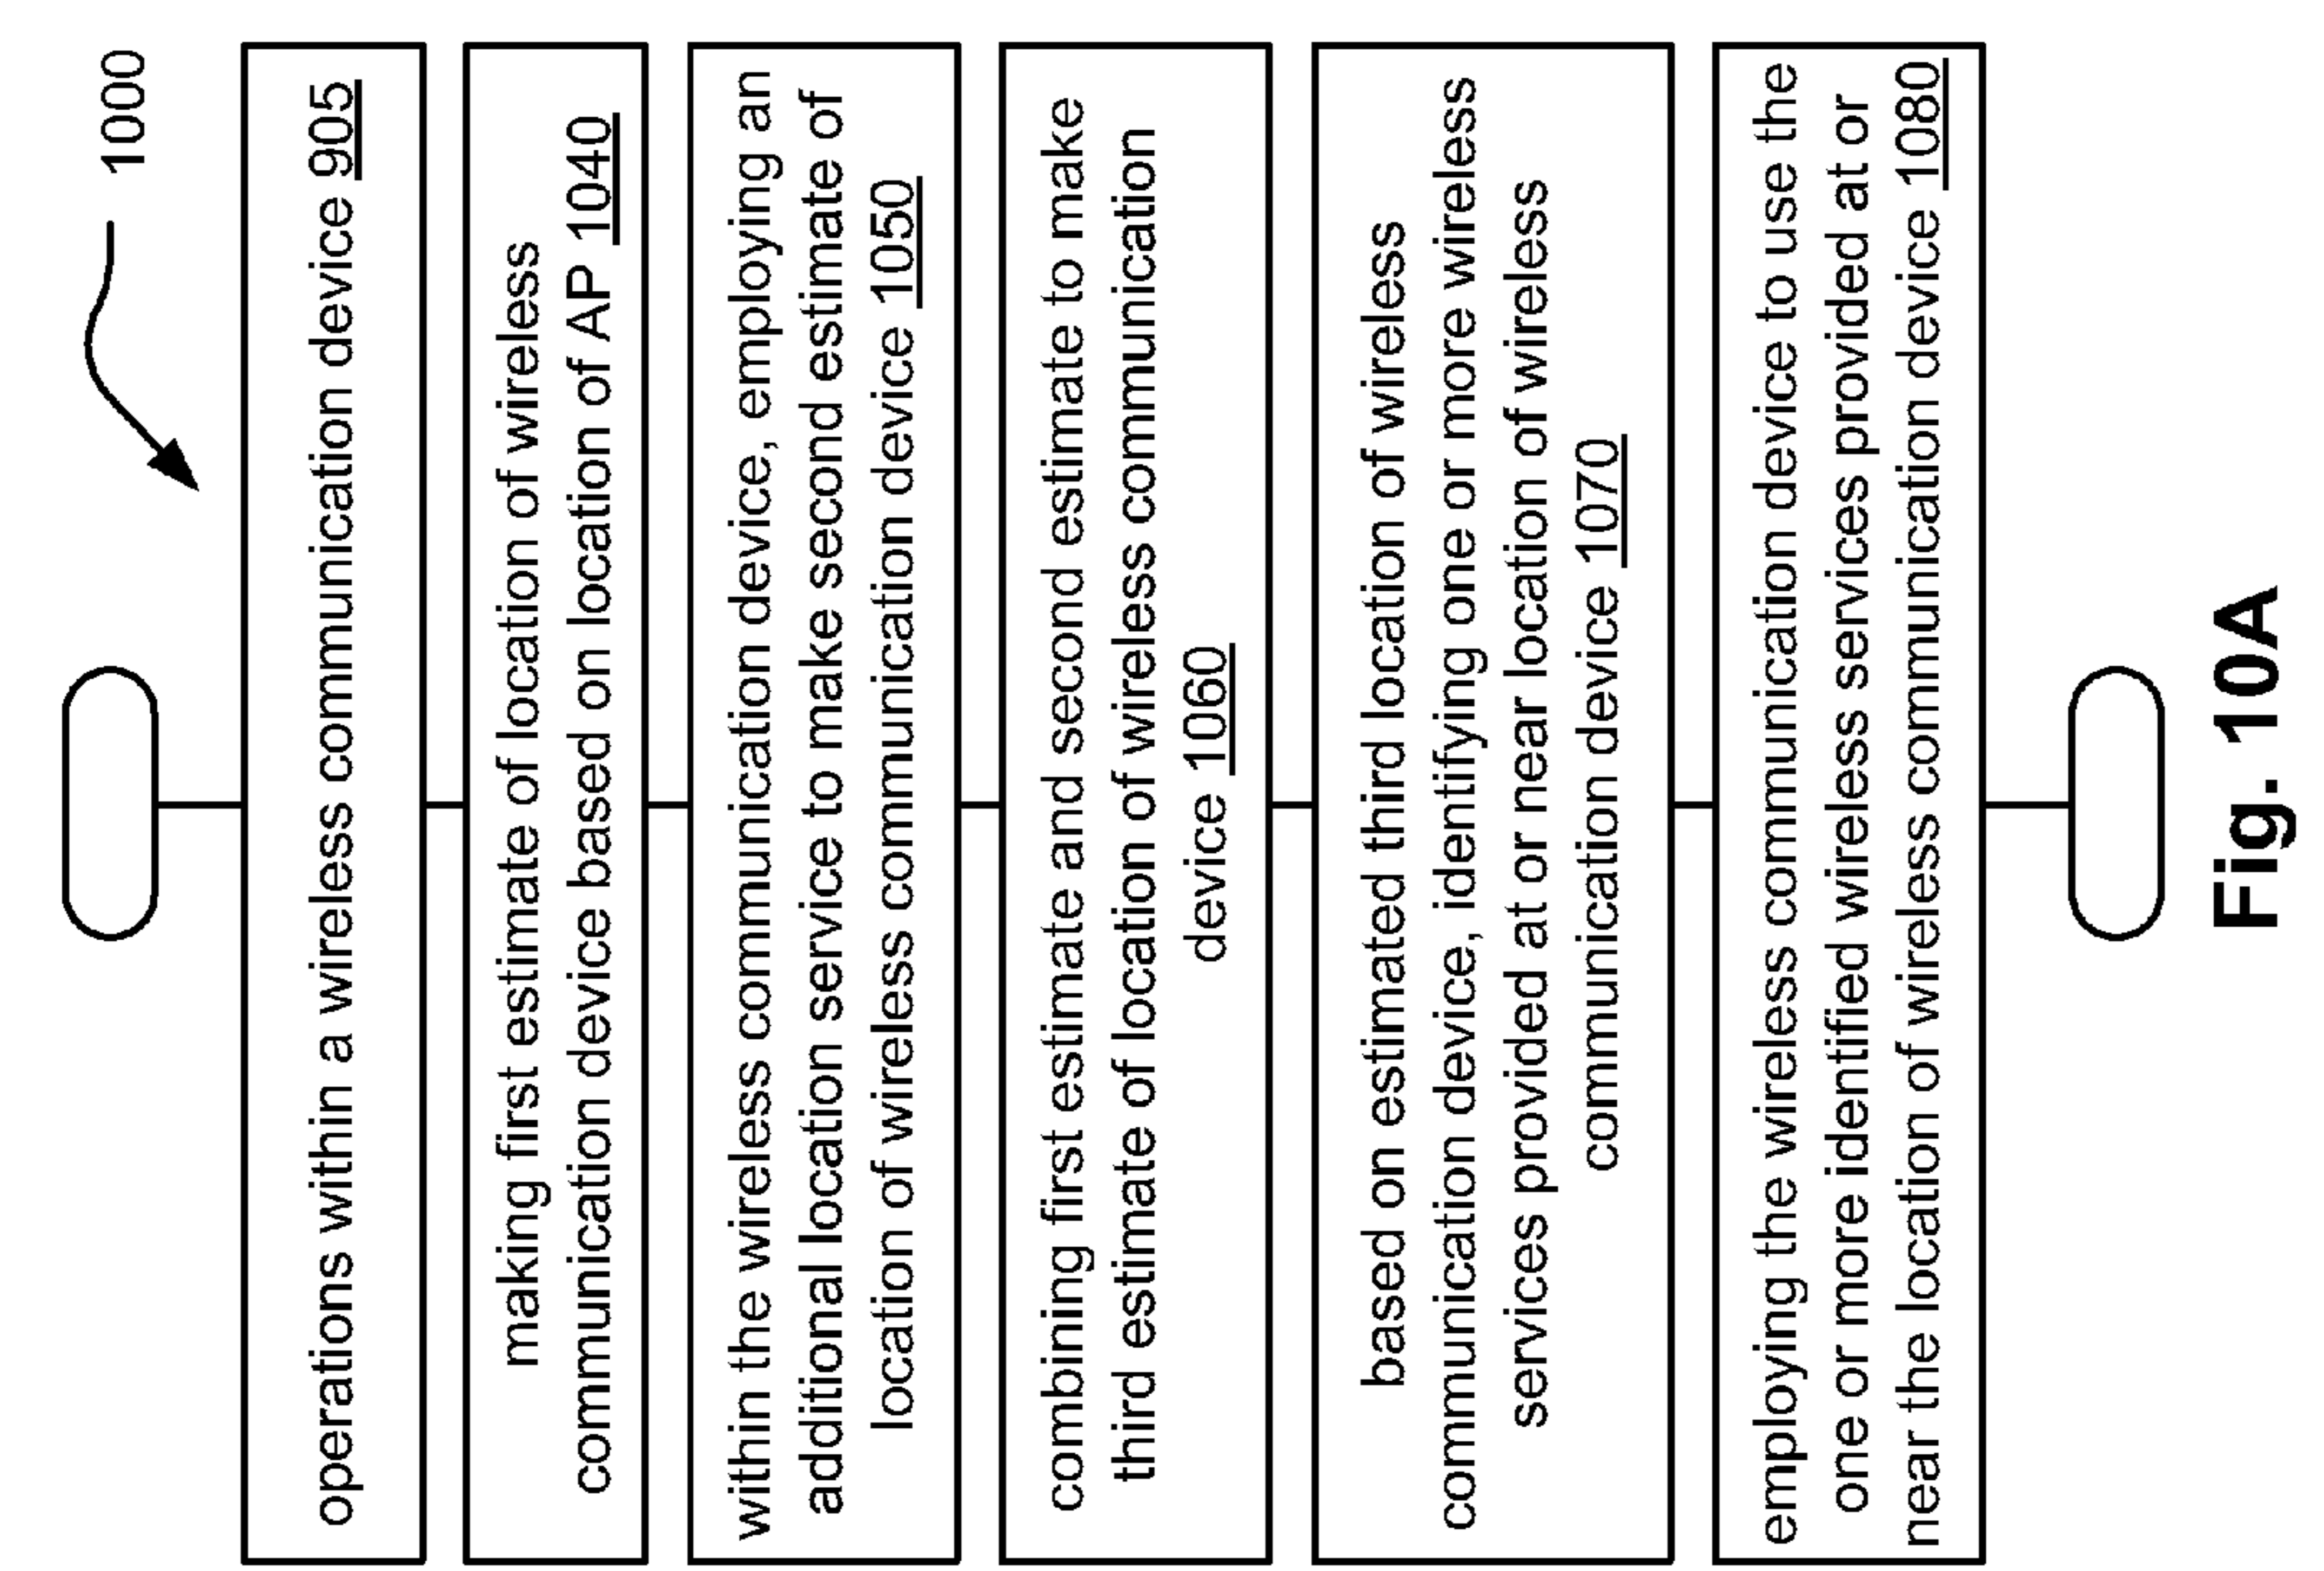 1000
operations within a wireless communication device 905
making first estimate of location of wireless
communication device based on location of AP 1040
within the wireless communication device, employing an
additional location service to make second estimate of
location of wireless communication device 1050
combining first estimate and second estimate to make
third estimate of location of wireless communication
device 1060
based on estimated third location of wireless
communication device, identifying one or more wireless
services provided at or near location of wireless
communication device 1070
employing the wireless communication device to use the
one or more identified wireless services provided at or
near the location of wireless communication device 1080
Fig. 10A